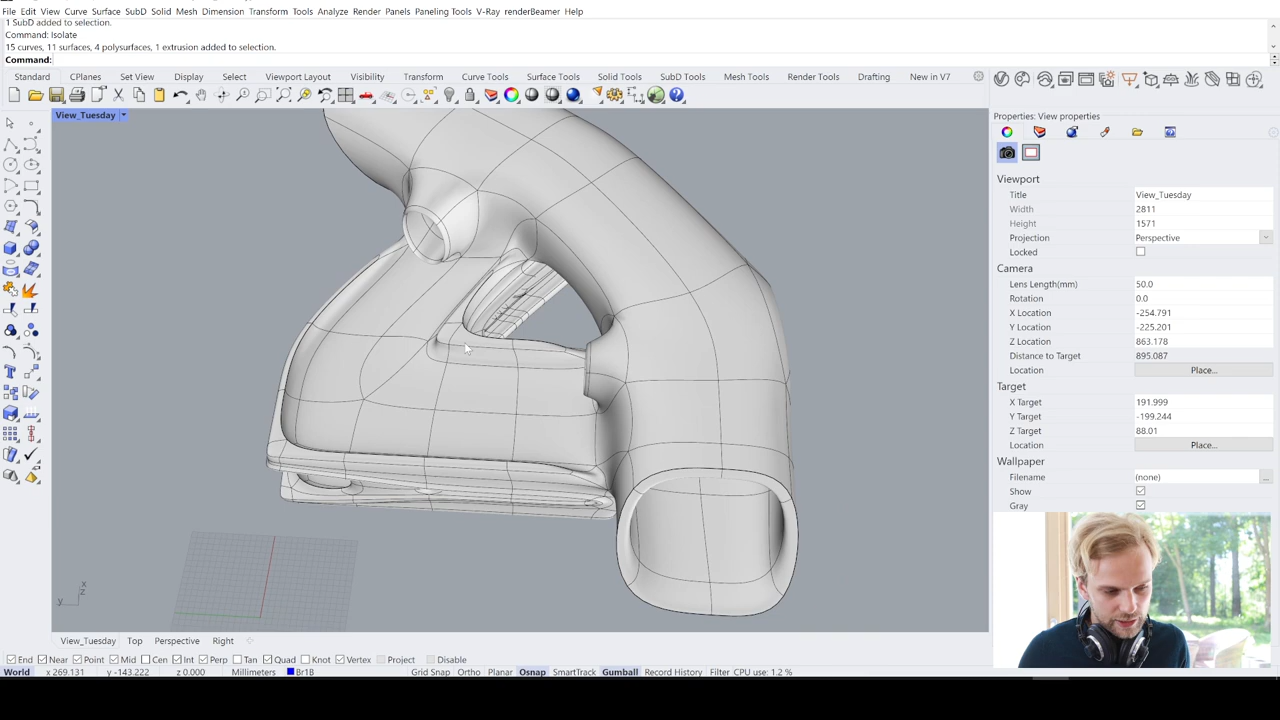 File Edit View Curve Surface SubD Solid Mesh Dimension Transform Tools Analyze Render Panels Paneling Tools V-Ray renderBeamer Help
1 SubD added to selection.
Command: Isolate
15 curves, 11 surfaces, 4 polysurfaces, 1 extrusion added to selection.
Command:
Standard CPlanes Set View Display Select Viewport Layout Visibility Transform Curve Tools Surface Tools Solid Tools SubD Tools Mesh Tools Render Tools Drafting New in V7
View_Tuesday
Properties: View properties
Viewport
Title View_Tuesday
Width 2811
Height 1571
Projection Perspective
Locked
Camera
Lens Length(mm) 50.0
Rotation 0.0
X Location -254.791
Y Location -225.201
Z Location 863.178
Distance to Target 895.087
Location Place...
Target
X Target 191.999
Y Target -199.244
Z Target 88.01
Location Place...
Wallpaper
Filename (none) ...
Show
Gray
x
z
y
View_Tuesday Top Perspective Right
End Near Point Mid Cen Int Perp Tan Quad Knot Vertex Project Disable
World x 269.131 y -143.222 z 0.000 Millimeters Br1B Grid Snap Ortho Planar Osnap SmartTrack Gumball Record History Filter CPU use: 1.2 %